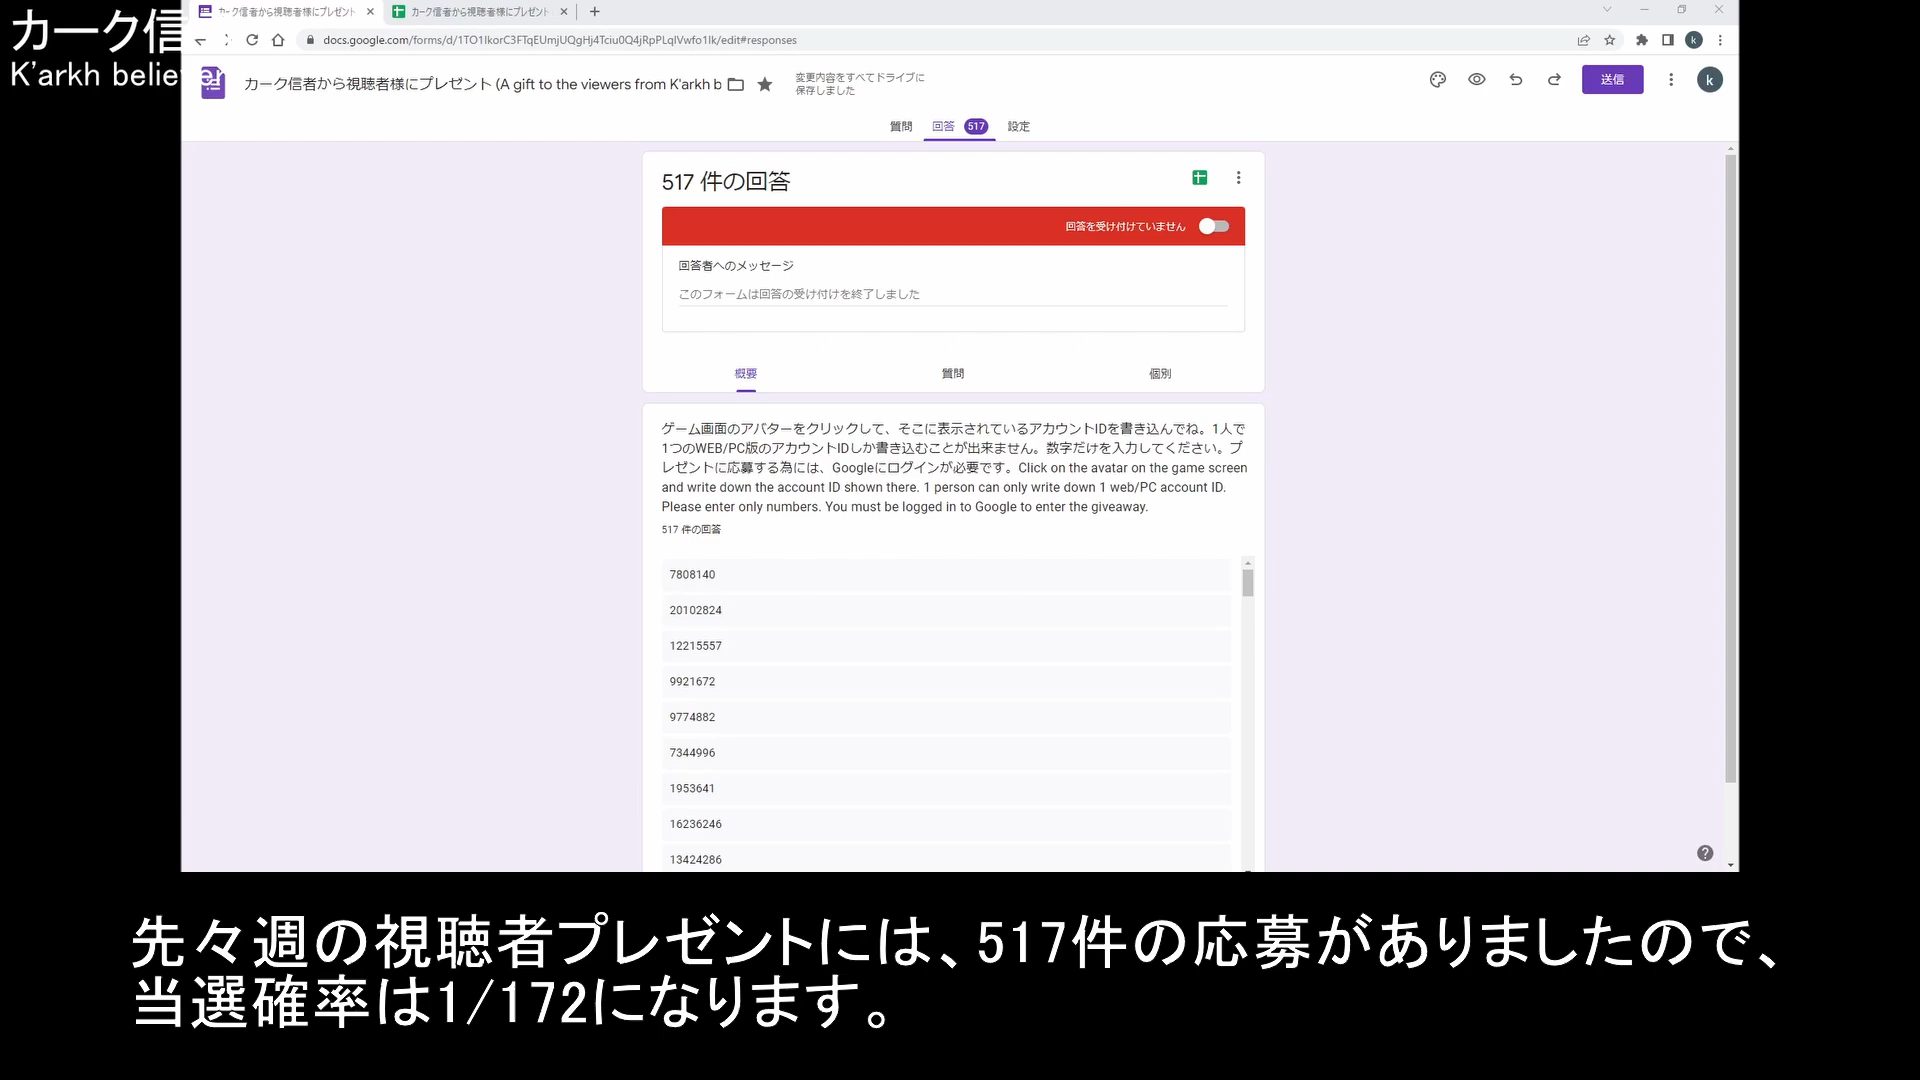 カーク信
K'arkh believer
カーク信者から視聴者様にプレゼント
カーク信者から視聴者様にプレゼント
docs.google.com/forms/d/1TO1IkorC3FTqEUmjUQgHj4Tciu0Q4jRpPLqIVwfo1Ik/edit#responses
カーク信者から視聴者様にプレゼント (A gift to the viewers from K'arkh b
変更内容をすべてドライブに
保存しました
送信
k
質問 回答 517 設定
517 件の回答
回答を受け付けていません
回答者へのメッセージ
このフォームは回答の受け付けを終了しました
概要 質問 個別
ゲーム画面のアバターをクリックして、そこに表示されているアカウントIDを書き込んでね。1人で
1つのWEB/PC版のアカウントIDしか書き込むことが出来ません。数字だけを入力してください。プ
レゼントに応募する為には、Googleにログインが必要です。Click on the avatar on the game screen
and write down the account ID shown there. 1 person can only write down 1 web/PC account ID.
Please enter only numbers. You must be logged in to Google to enter the giveaway.
517 件の回答
7808140
20102824
12215557
9921672
9774882
7344996
1953641
16236246
13424286
先々週の視聴者プレゼントには、517件の応募がありましたので、
当選確率は1/172になります。